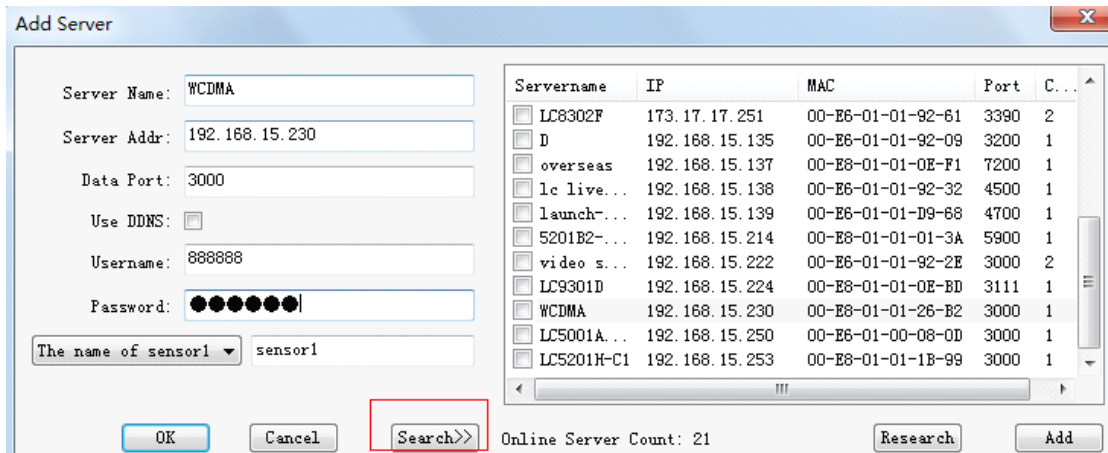 Add Server
Server Name: WCDMA
Server Addr: 192.168.15.230
Data Port: 3000
Use DDNS:
Username: 888888
Password: ●●●●●●
The name of sensor1 sensor1
OK Cancel Search>>
Servername IP MAC Port C...
LC8302F 173.17.17.251 00-E6-01-01-92-61 3390 2
D 192.168.15.135 00-E6-01-01-92-09 3200 1
overseas 192.168.15.137 00-E8-01-01-0E-F1 7200 1
lc live... 192.168.15.138 00-E6-01-01-92-32 4500 1
launch-... 192.168.15.139 00-E6-01-01-D9-68 4700 1
5201B2-... 192.168.15.214 00-E8-01-01-01-3A 5900 1
video s... 192.168.15.222 00-E6-01-01-92-2E 3000 2
LC9301D 192.168.15.224 00-E8-01-01-0E-BD 3111 1
WCDMA 192.168.15.230 00-E8-01-01-26-B2 3000 1
LC5001A... 192.168.15.250 00-E6-01-00-08-0D 3000 1
LC5201H-C1 192.168.15.253 00-E8-01-01-1B-99 3000 1
Online Server Count: 21 Research Add